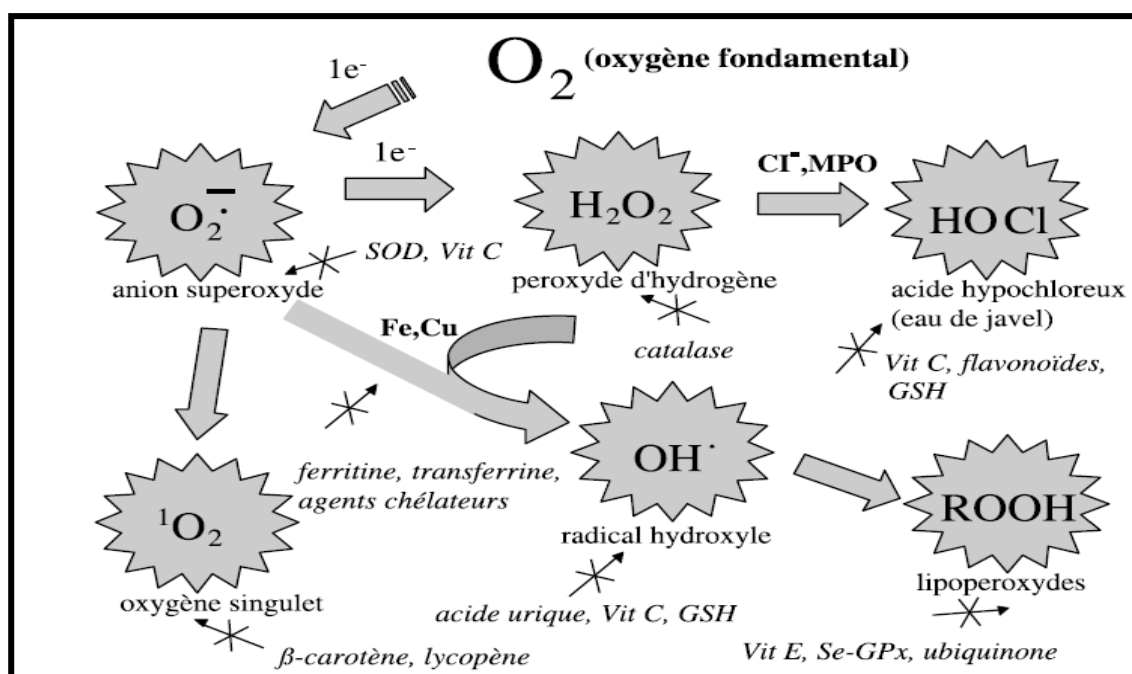 O₂ (oxygène fondamental)
1e⁻
1e⁻
O₂˙⁻
anion superoxyde
SOD, Vit C
H₂O₂
peroxyde d'hydrogène
catalase
Cl⁻,MPO
HOCl
acide hypochloreux
(eau de javel)
Vit C, flavonoïdes,
GSH
Fe,Cu
ferritine, transferrine,
agents chélateurs
¹O₂
oxygène singulet
β-carotène, lycopène
OH˙
radical hydroxyle
acide urique, Vit C, GSH
ROOH
lipoperoxydes
Vit E, Se-GPx, ubiquinone